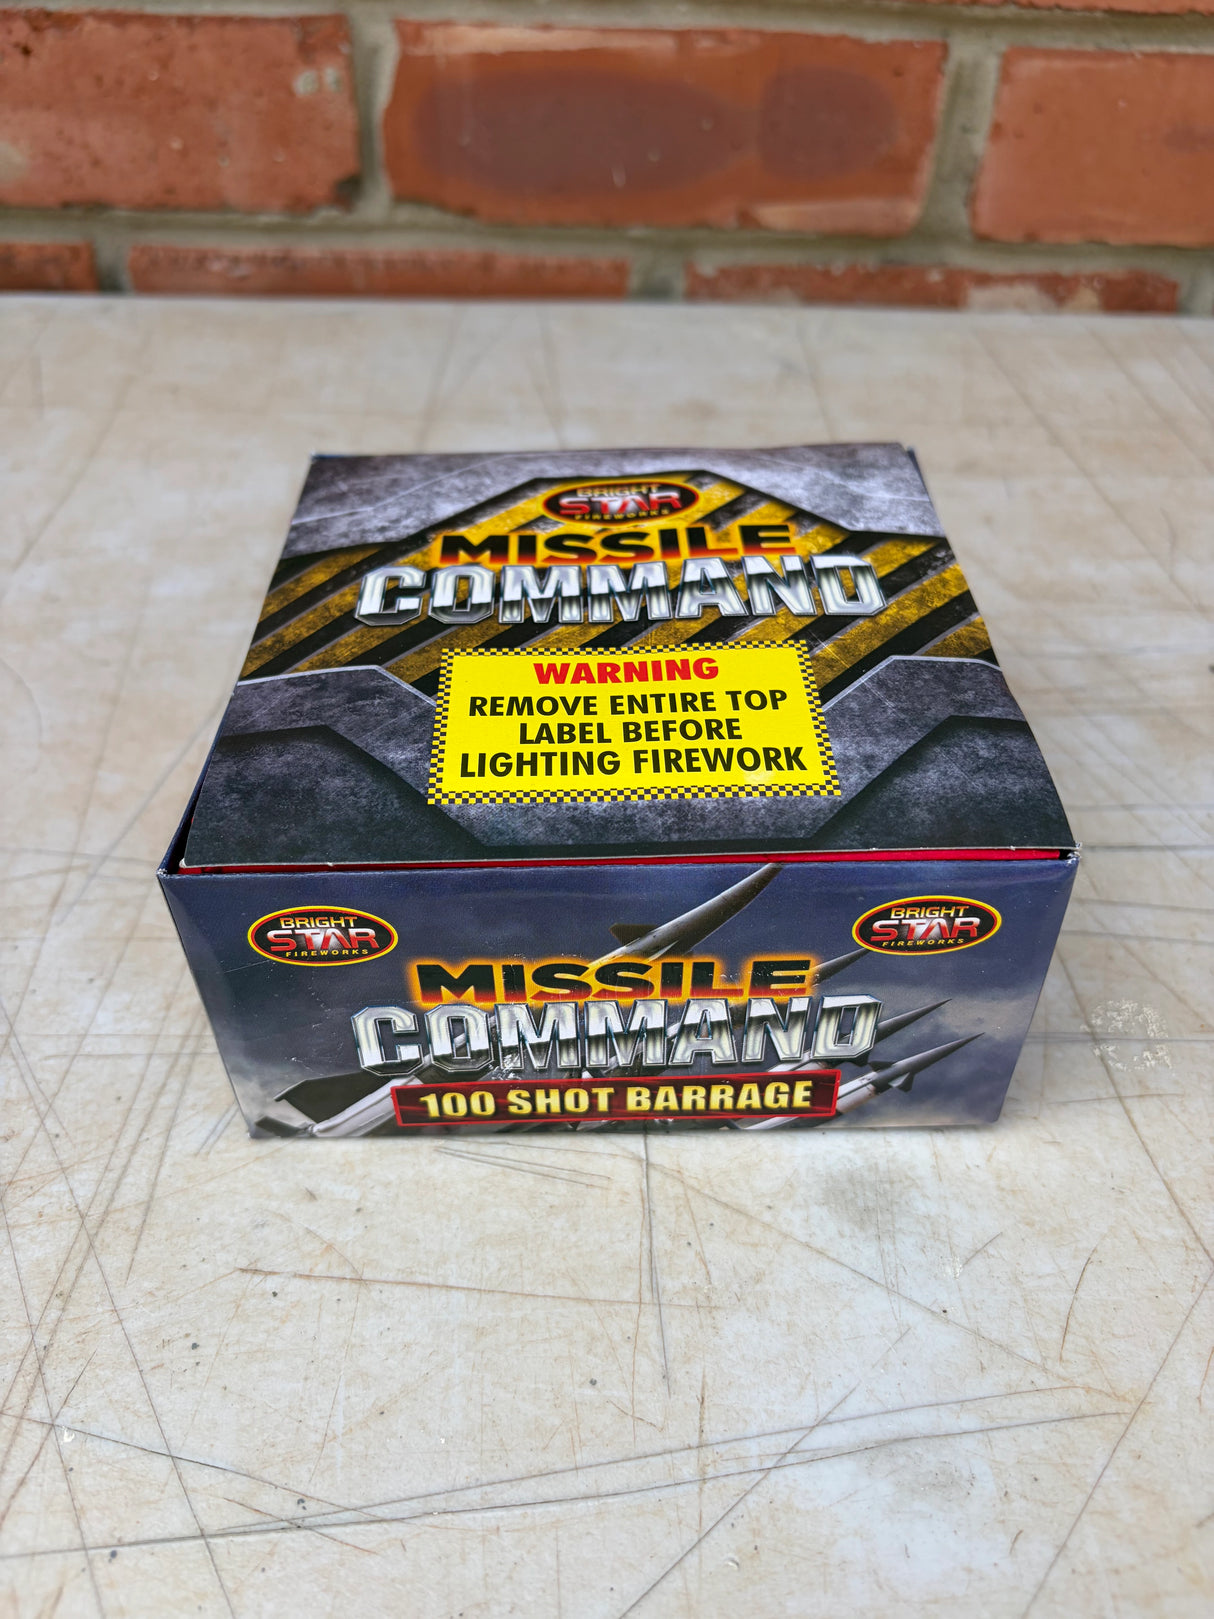 BRIGHT
STAR
FIREWORKS
MISSILE
COMMAND
WARNING
REMOVE ENTIRE TOP
LABEL BEFORE
LIGHTING FIREWORK
BRIGHT
STAR
FIREWORKS
BRIGHT
STAR
FIREWORKS
MISSILE
COMMAND
100 SHOT BARRAGE